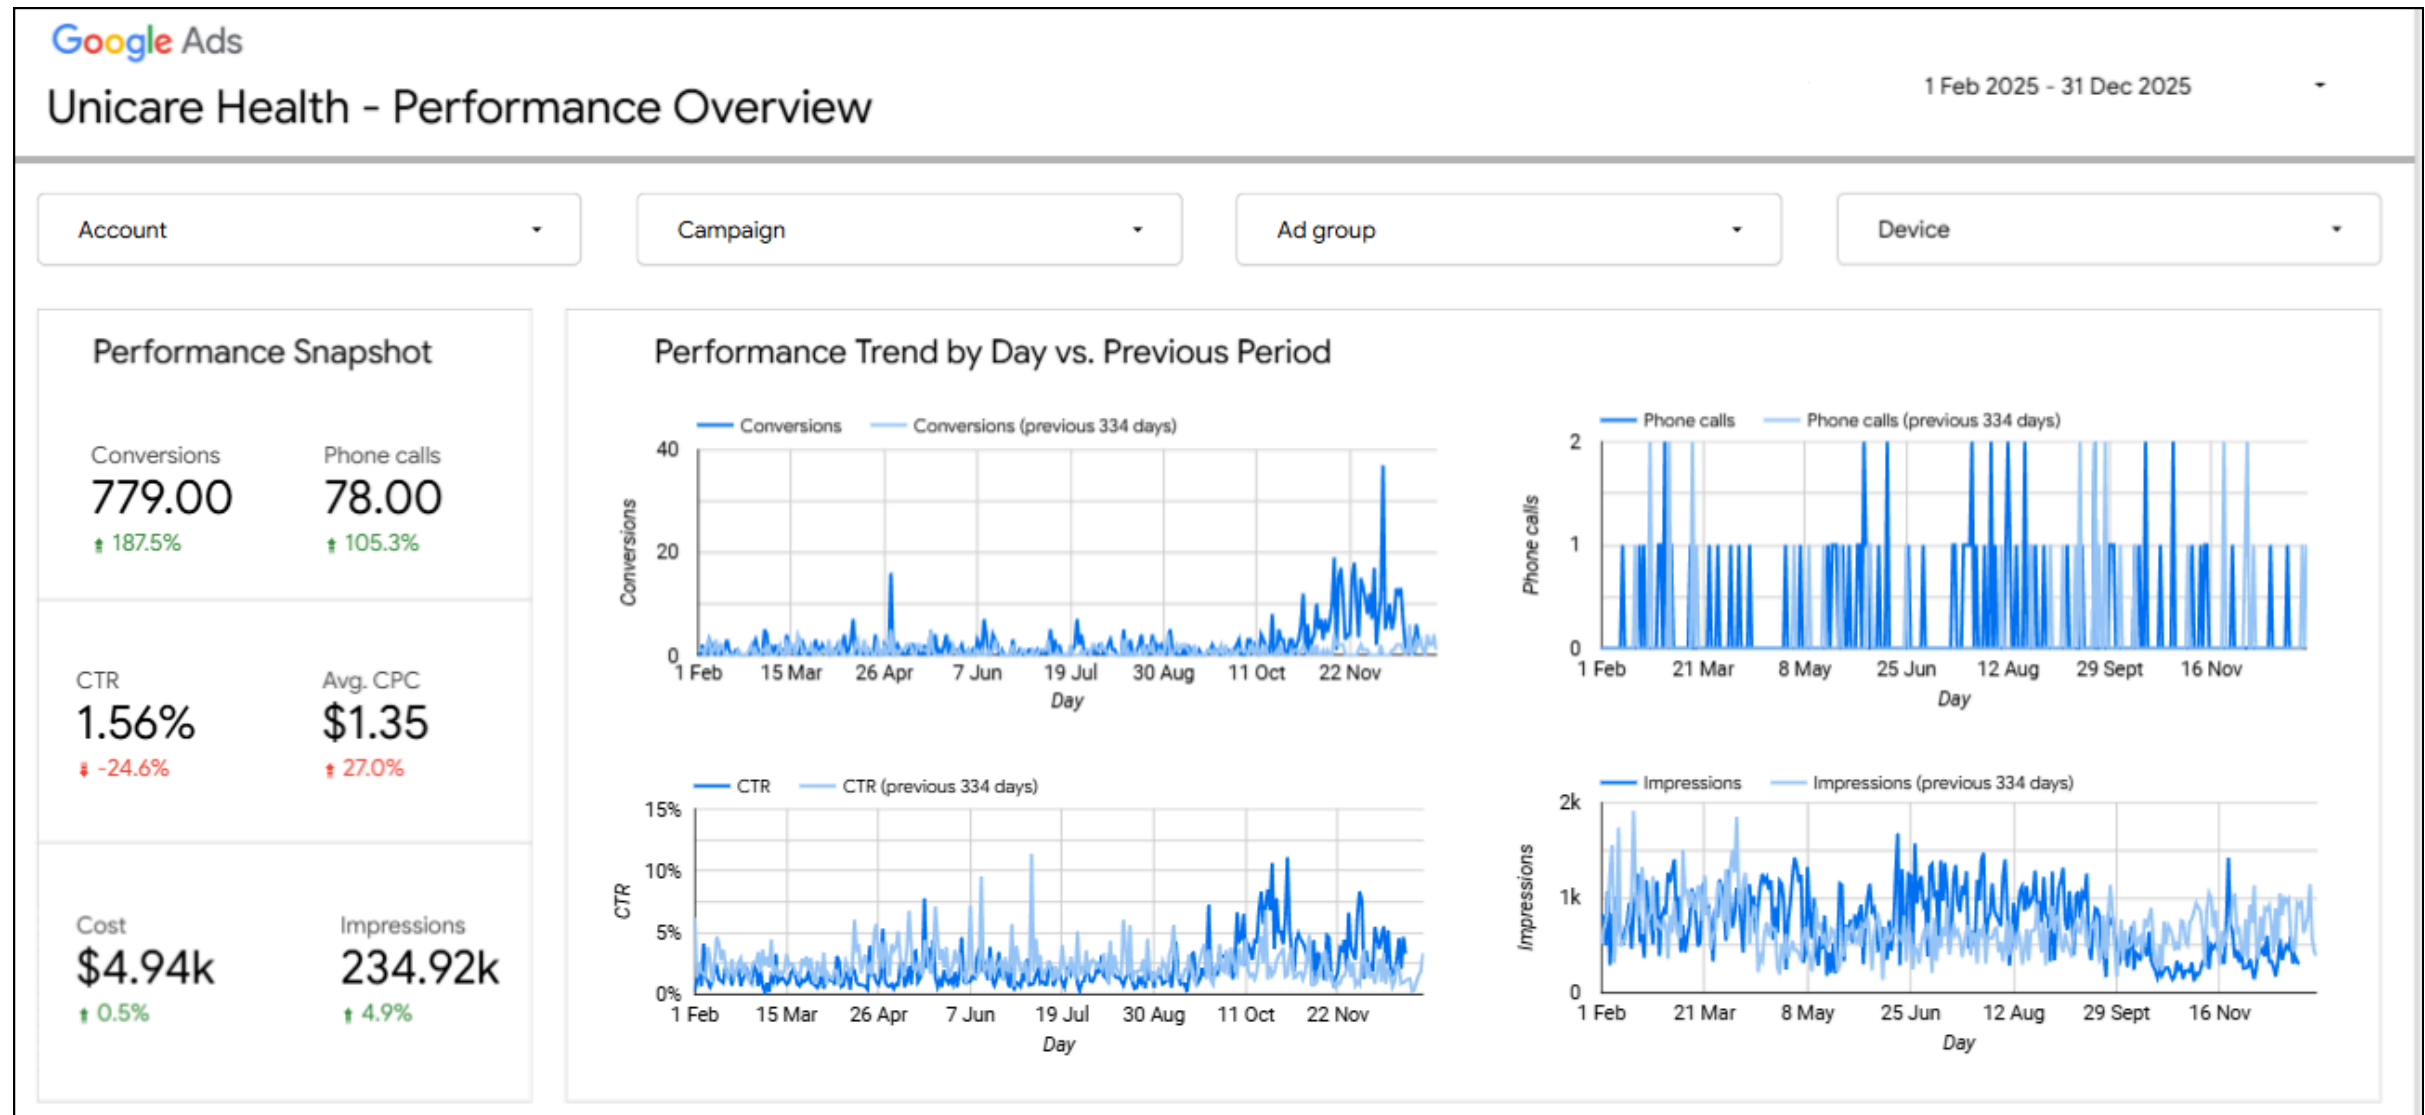 Google Ads
Unicare Health - Performance Overview
1 Feb 2025 - 31 Dec 2025
Account
Campaign
Ad group
Device
Performance Snapshot
Conversions
779.00
187.5%
Phone calls
78.00
105.3%
CTR
1.56%
-24.6%
Avg. CPC
$1.35
27.0%
Cost
$4.94k
0.5%
Impressions
234.92k
4.9%
Performance Trend by Day vs. Previous Period
Conversions
Conversions (previous 334 days)
40
20
0
Conversions
1 Feb
15 Mar
26 Apr
7 Jun
19 Jul
30 Aug
11 Oct
22 Nov
Day
Phone calls
Phone calls (previous 334 days)
2
1
0
Phone calls
1 Feb
21 Mar
8 May
25 Jun
12 Aug
29 Sept
16 Nov
Day
CTR
CTR (previous 334 days)
15%
10%
5%
0%
CTR
1 Feb
15 Mar
26 Apr
7 Jun
19 Jul
30 Aug
11 Oct
22 Nov
Day
Impressions
Impressions (previous 334 days)
2k
1k
0
Impressions
1 Feb
21 Mar
8 May
25 Jun
12 Aug
29 Sept
16 Nov
Day